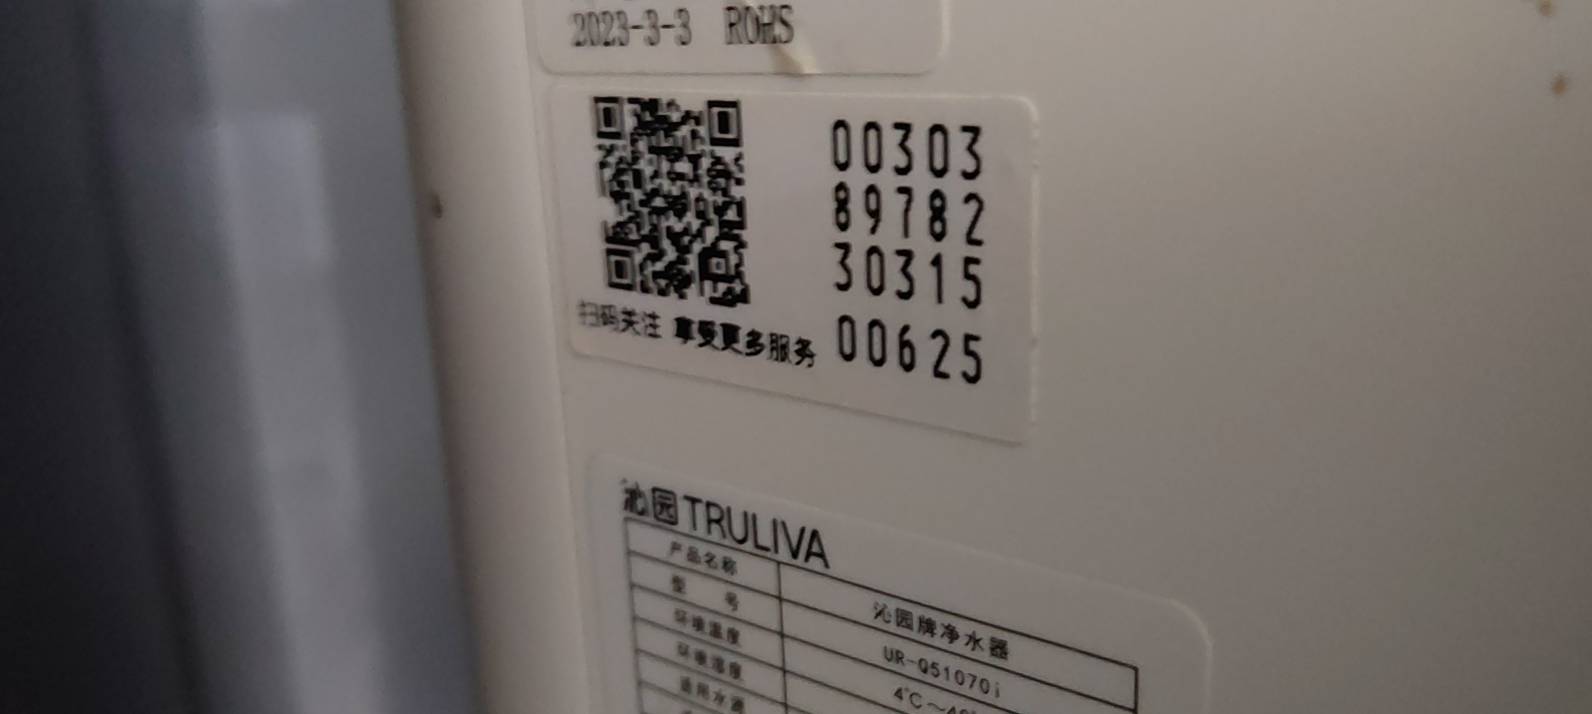 2023-3-3 ROHS
00303
89782
30315
00625
扫码关注 享受更多服务
沁园TRULIVA
产品名称 沁园牌净水器
型 号 UR-Q51070i
环境温度 4℃~40
环境湿度
适用水源